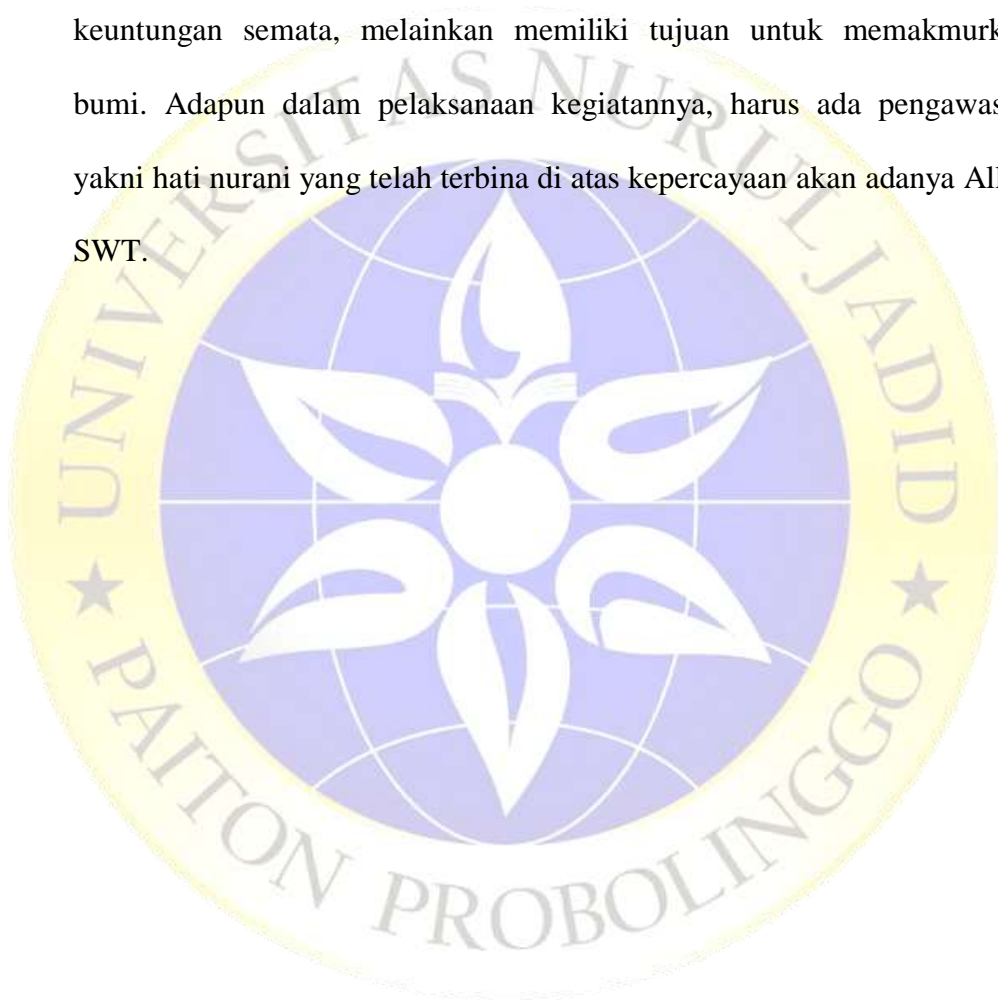 keuntungan semata, melainkan memiliki tujuan untuk memakmurk
bumi. Adapun dalam pelaksanaan kegiatannya, harus ada pengawas
yakni hati nurani yang telah terbina di atas kepercayaan akan adanya All
SWT.
UNIVERSITAS NURUL JADID
PAITON PROBOLINGGO